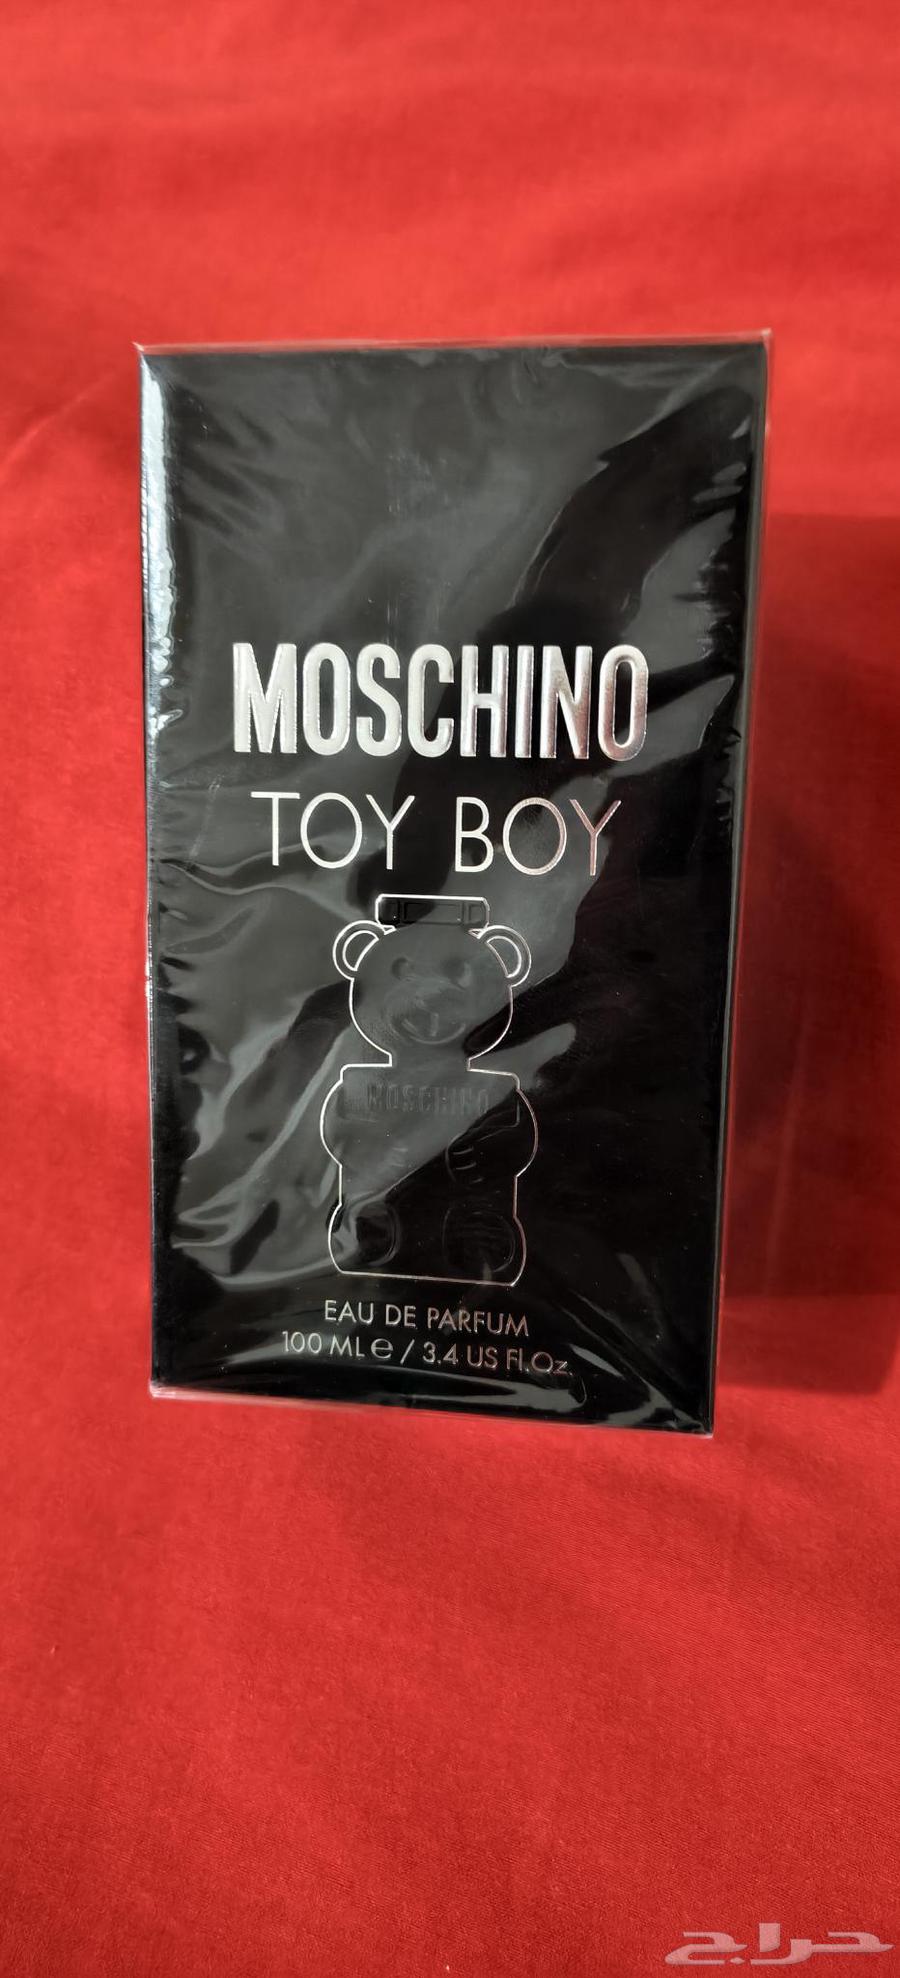 MOSCHINO
TOY BOY
MOSCHINO
EAU DE PARFUM
100 ML e / 3.4 US Fl.Oz.
حراج